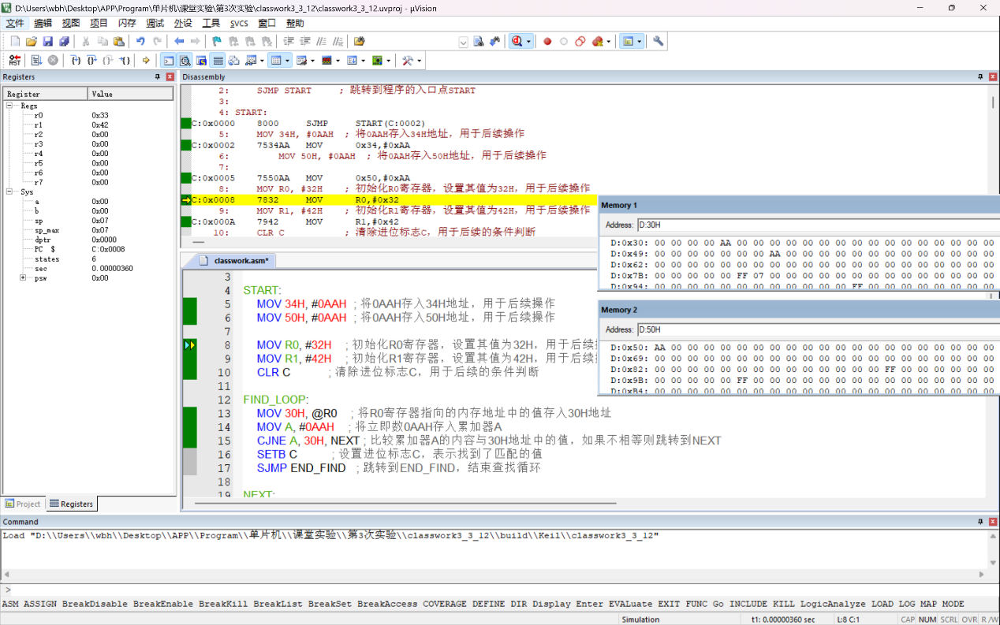 D:\Users\wbh\Desktop\APP\Program\单片机\课堂实验\第3次实验\classwork3_3_12\classwork3_3_12.uvproj - µVision
文件 编辑 视图 项目 闪存 调试 外设 工具 SVCS 窗口 帮助
RST
Registers
Register Value
Regs
r0 0x33
r1 0x42
r2 0x00
r3 0x00
r4 0x00
r5 0x00
r6 0x00
r7 0x00
Sys
a 0x00
b 0x00
sp 0x07
sp_max 0x07
dptr 0x0000
PC $ C:0x0008
states 6
sec 0.00000360
psw 0x00
Project Registers
Disassembly
2: SJMP START ; 跳转到程序的入口点START
3:
4: START:
C:0x0000 8000 SJMP START(C:0002)
5: MOV 34H, #0AAH ; 将0AAH存入34H地址，用于后续操作
C:0x0002 7534AA MOV 0x34,#0xAA
6: MOV 50H, #0AAH ; 将0AAH存入50H地址，用于后续操作
7:
C:0x0005 7550AA MOV 0x50,#0xAA
8: MOV R0, #32H ; 初始化R0寄存器，设置其值为32H，用于后续操作
C:0x0008 7832 MOV R0,#0x32
9: MOV R1, #42H ; 初始化R1寄存器，设置其值为42H，用于后续操作
C:0x000A 7942 MOV R1,#0x42
10: CLR C ; 清除进位标志C，用于后续的条件判断
classwork.asm*
3
4 START:
5 MOV 34H, #0AAH ; 将0AAH存入34H地址，用于后续操作
6 MOV 50H, #0AAH ; 将0AAH存入50H地址，用于后续操作
7
8 MOV R0, #32H ; 初始化R0寄存器，设置其值为32H，用于后续
9 MOV R1, #42H ; 初始化R1寄存器，设置其值为42H，用于后续
10 CLR C ; 清除进位标志C，用于后续的条件判断
11
12 FIND_LOOP:
13 MOV 30H, @R0 ; 将R0寄存器指向的内存地址中的值存入30H地址
14 MOV A, #0AAH ; 将立即数0AAH存入累加器A
15 CJNE A, 30H, NEXT ; 比较累加器A的内容与30H地址中的值，如果不相等则跳转到NEXT
16 SETB C ; 设置进位标志C，表示找到了匹配的值
17 SJMP END_FIND ; 跳转到END_FIND，结束查找循环
18
19 NEXT:
Memory 1
Address: D:30H
D:0x30: 00 00 00 00 AA 00 00 00 00 00 00 00 00 00 00 00 00 00 00 00 00
D:0x49: 00 00 00 00 00 00 00 AA 00 00 00 00 00 00 00 00 00 00 00 00 00
D:0x62: 00 00 00 00 00 00 00 00 00 00 00 00 00 00 00 00 00 00 00 00 00
D:0x7B: 00 00 00 00 00 FF 07 00 00 00 00 00 00 00 00 00 00 00 00 00 00
D:0x94: 00 00 00 00 00 00 00 00 00 00 00 00 FF 00 00 00 00 00 00 00 00
Memory 2
Address: D:50H
D:0x50: AA 00 00 00 00 00 00 00 00 00 00 00 00 00 00 00 00 00 00 00 00
D:0x69: 00 00 00 00 00 00 00 00 00 00 00 00 00 00 00 00 00 00 00 00 00
D:0x82: 00 00 00 00 00 00 00 00 00 00 00 00 00 00 FF 00 00 00 00 00 00
D:0x9B: 00 00 00 00 00 FF 00 00 00 00 00 00 00 00 00 00 00 00 00 00 00
D:0xB4: 00 00 00 00 00 00 00 00 00 00 00 00 00 00 00 00 00 00 00 00 00
Command
Load "D:\\Users\\wbh\\Desktop\\APP\\Program\\单片机\\课堂实验\\第3次实验\\classwork3_3_12\\build\\Keil\\classwork3_3_12"
>
ASM ASSIGN BreakDisable BreakEnable BreakKill BreakList BreakSet BreakAccess COVERAGE DEFINE DIR Display Enter EVALuate EXIT FUNC Go INCLUDE KILL LogicAnalyze LOAD LOG MAP MODE
Simulation t1: 0.00000360 sec L:8 C:1 CAP NUM SCRL OVR R/W